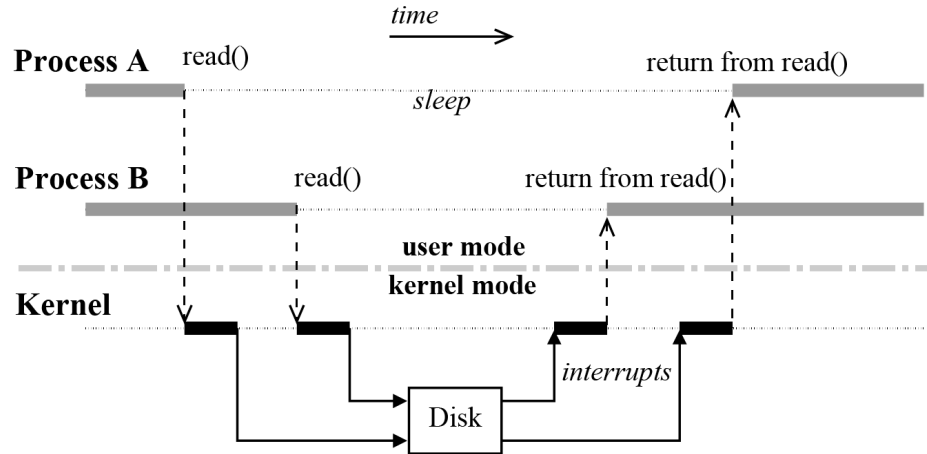 time
Process A
read()
return from read()
sleep
Process B
read()
return from read()
user mode
kernel mode
Kernel
interrupts
Disk